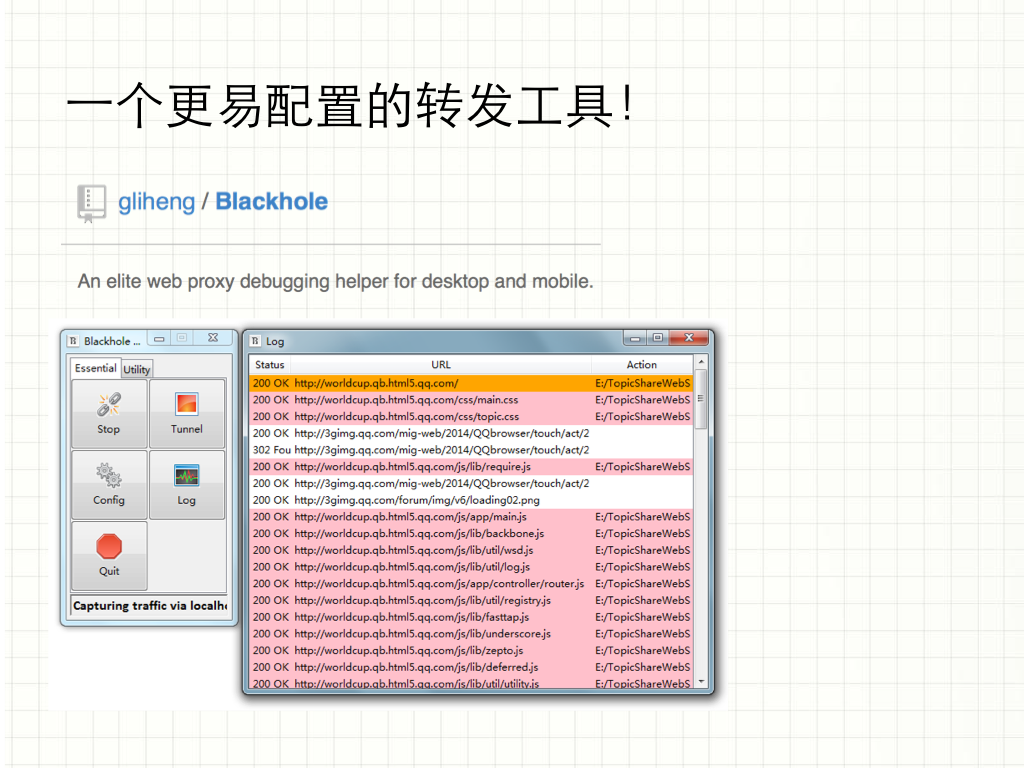 一个更易配置的转发工具！
gliheng / Blackhole
An elite web proxy debugging helper for desktop and mobile.
Blackhole ...
Essential Utility
Stop Tunnel
Config Log
Quit
Capturing traffic via localh
Log
Status URL Action
200 OK http://worldcup.qb.html5.qq.com/ E:/TopicShareWebS
200 OK http://worldcup.qb.html5.qq.com/css/main.css E:/TopicShareWebS
200 OK http://worldcup.qb.html5.qq.com/css/topic.css E:/TopicShareWebS
200 OK http://3gimg.qq.com/mig-web/2014/QQbrowser/touch/act/2
302 Fou http://3gimg.qq.com/mig-web/2014/QQbrowser/touch/act/2
200 OK http://worldcup.qb.html5.qq.com/js/lib/require.js E:/TopicShareWebS
200 OK http://3gimg.qq.com/mig-web/2014/QQbrowser/touch/act/2
200 OK http://3gimg.qq.com/forum/img/v6/loading02.png
200 OK http://worldcup.qb.html5.qq.com/js/app/main.js E:/TopicShareWebS
200 OK http://worldcup.qb.html5.qq.com/js/lib/backbone.js E:/TopicShareWebS
200 OK http://worldcup.qb.html5.qq.com/js/lib/util/wsd.js E:/TopicShareWebS
200 OK http://worldcup.qb.html5.qq.com/js/lib/util/log.js E:/TopicShareWebS
200 OK http://worldcup.qb.html5.qq.com/js/app/controller/router.js E:/TopicShareWebS
200 OK http://worldcup.qb.html5.qq.com/js/lib/util/registry.js E:/TopicShareWebS
200 OK http://worldcup.qb.html5.qq.com/js/lib/fasttap.js E:/TopicShareWebS
200 OK http://worldcup.qb.html5.qq.com/js/lib/underscore.js E:/TopicShareWebS
200 OK http://worldcup.qb.html5.qq.com/js/lib/zepto.js E:/TopicShareWebS
200 OK http://worldcup.qb.html5.qq.com/js/lib/deferred.js E:/TopicShareWebS
200 OK http://worldcup.qb.html5.qq.com/js/lib/util/utility.js E:/TopicShareWebS